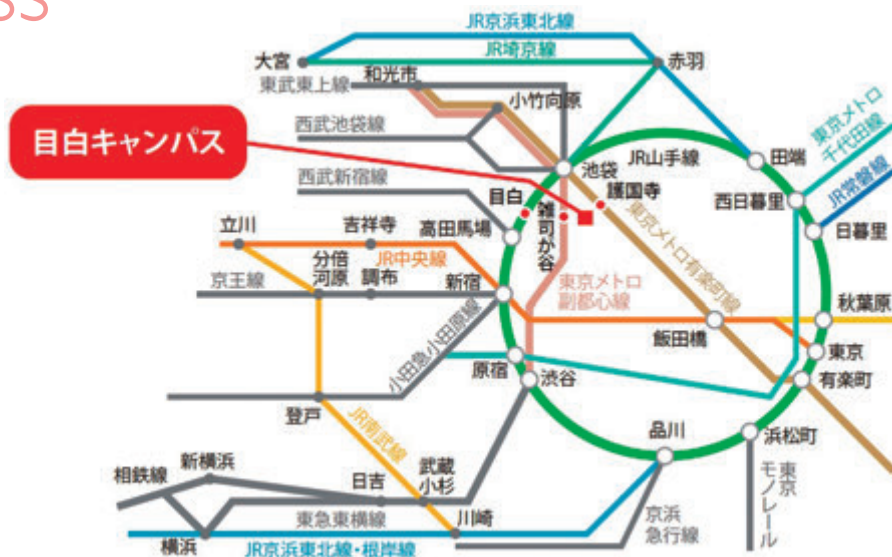 SS
JR京浜東北線
JR埼京線
大宮
赤羽
東武東上線
和光市
小竹向原
東京メトロ
千代田線
目白キャンパス
西武池袋線
池袋
JR山手線
田端
西武新宿線
目白
護国寺
西日暮里
JR常磐線
雑司が谷
日暮里
立川
吉祥寺
高田馬場
東京メトロ有楽町線
JR中央線
分倍
河原
調布
京王線
新宿
東京メトロ
副都心線
秋葉原
飯田橋
小田急小田原線
東京
原宿
渋谷
有楽町
登戸
JR南武線
品川
浜松町
新横浜
相鉄線
日吉
武蔵
小杉
東京
モノレール
東急東横線
川崎
京浜
急行線
横浜
JR京浜東北線・根岸線